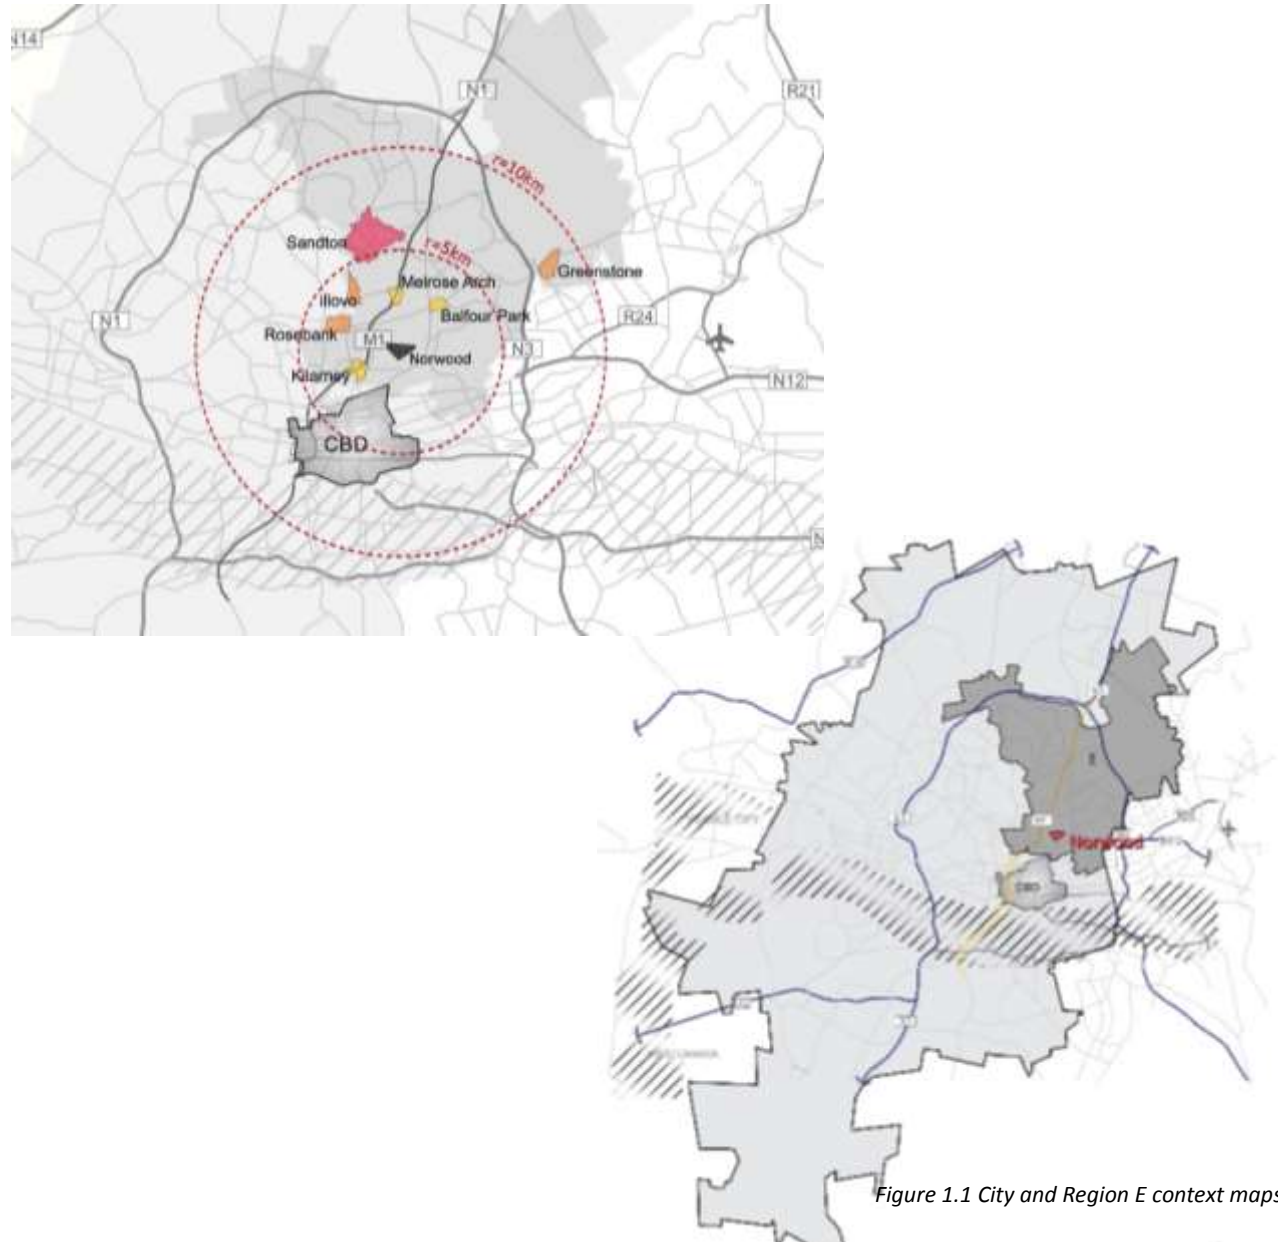 N14
N1
R21
r=10km
Sandton
r=5km
Greenstone
Melrose Arch
illovo
Balfour Park
R24
N1
Rosebank
M1
Norwood
N3
Kilarney
N12
CBD
N
E
Norwood
CBD
Figure 1.1 City and Region E context maps